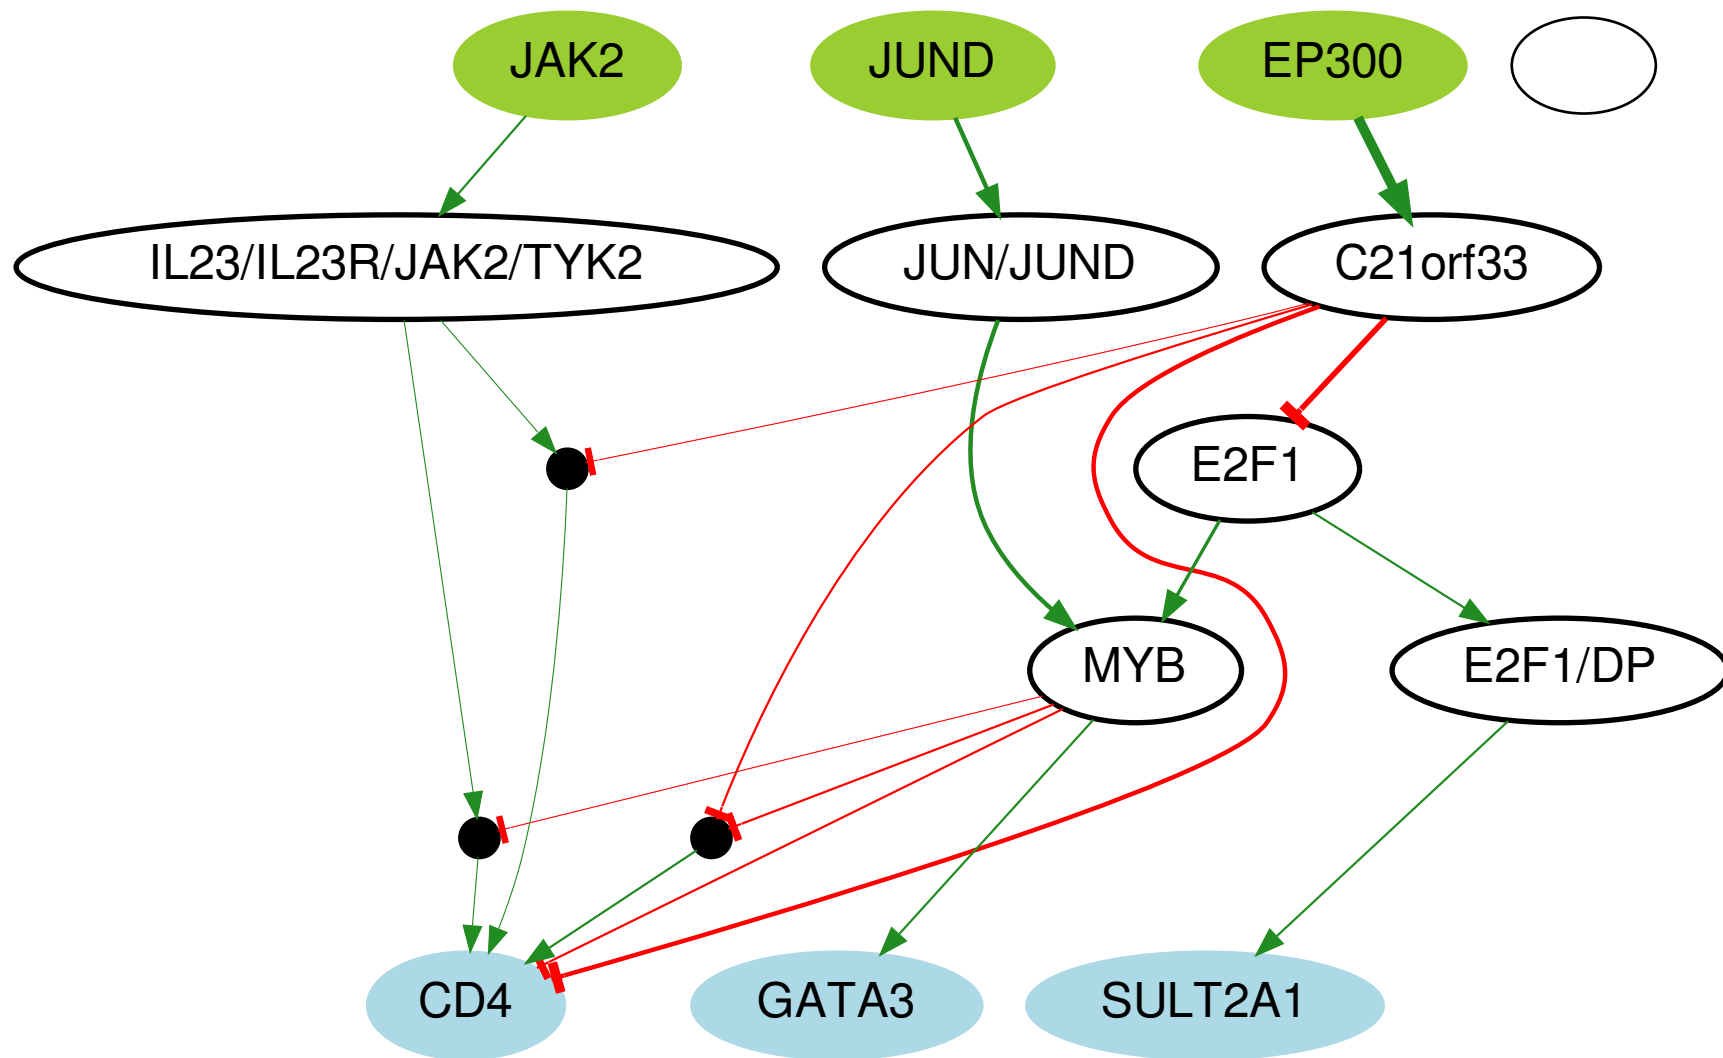 JAK2
JUND
EP300
IL23/IL23R/JAK2/TYK2
JUN/JUND
C21orf33
E2F1
MYB
E2F1/DP
CD4
GATA3
SULT2A1